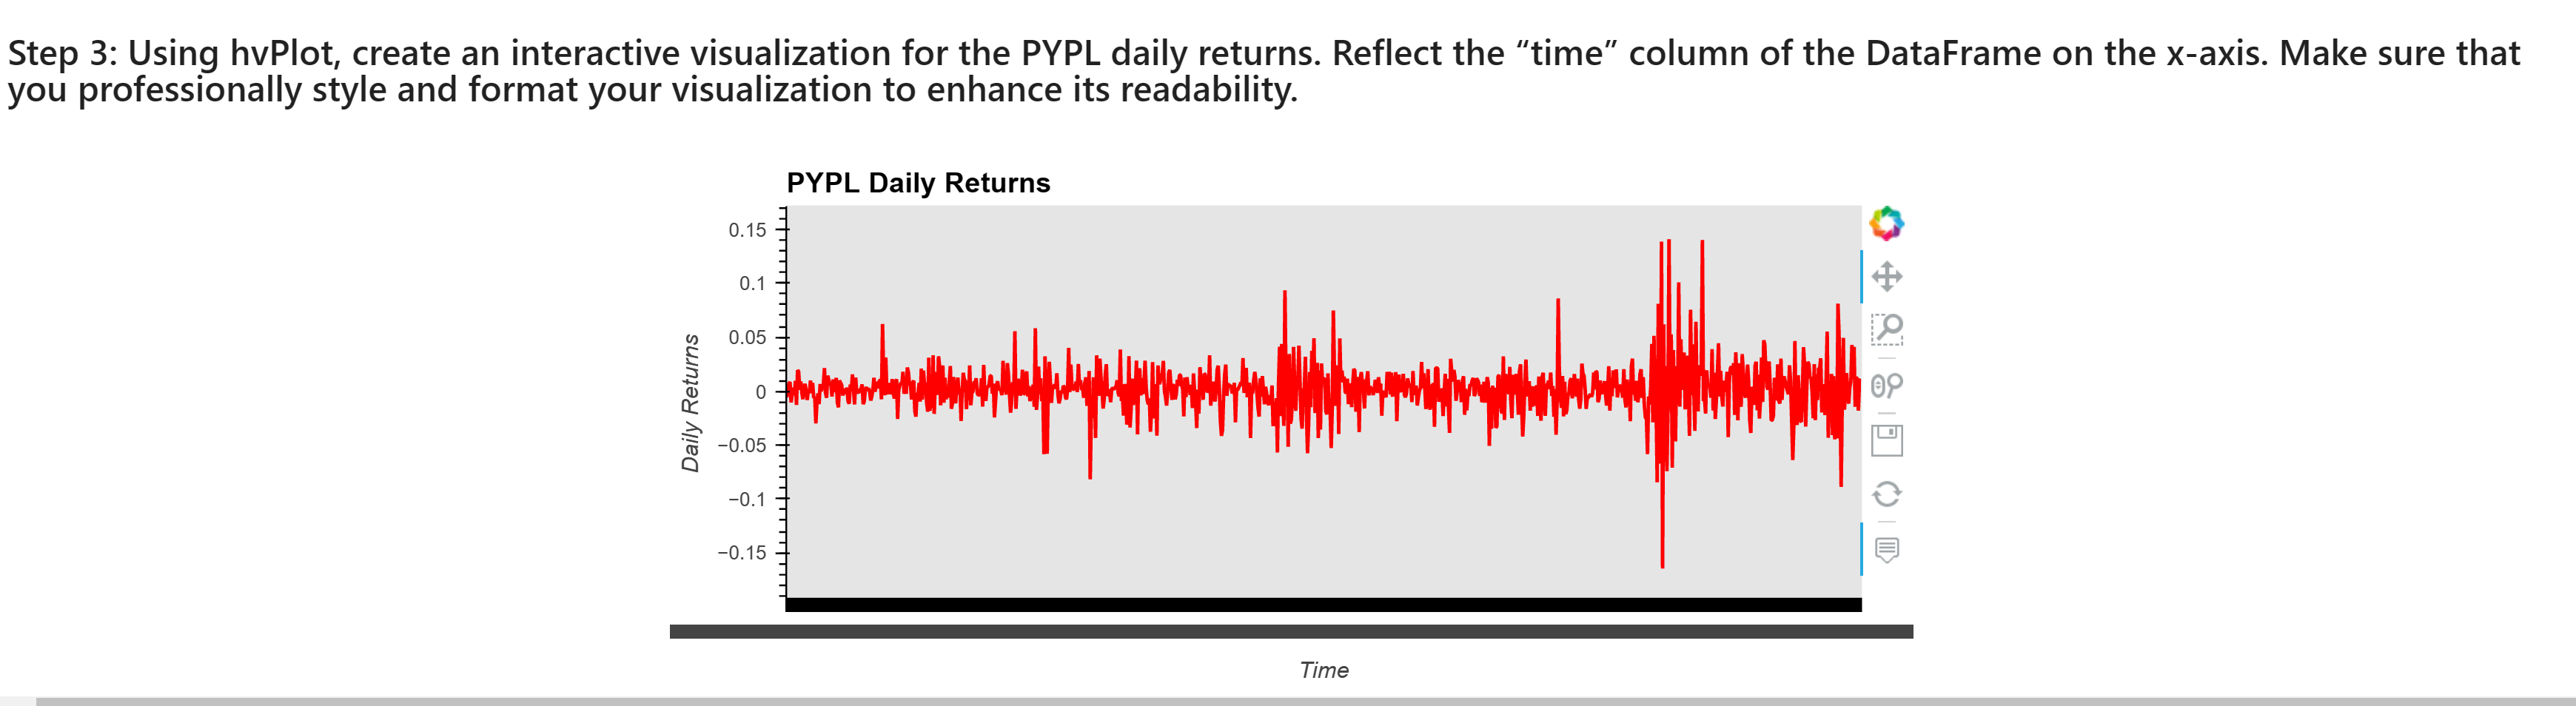 Step 3: Using hvPlot, create an interactive visualization for the PYPL daily returns. Reflect the “time” column of the DataFrame on the x-axis. Make sure that
you professionally style and format your visualization to enhance its readability.
PYPL Daily Returns
0.15
0.1
0.05
0
−0.05
−0.1
−0.15
Daily Returns
Time